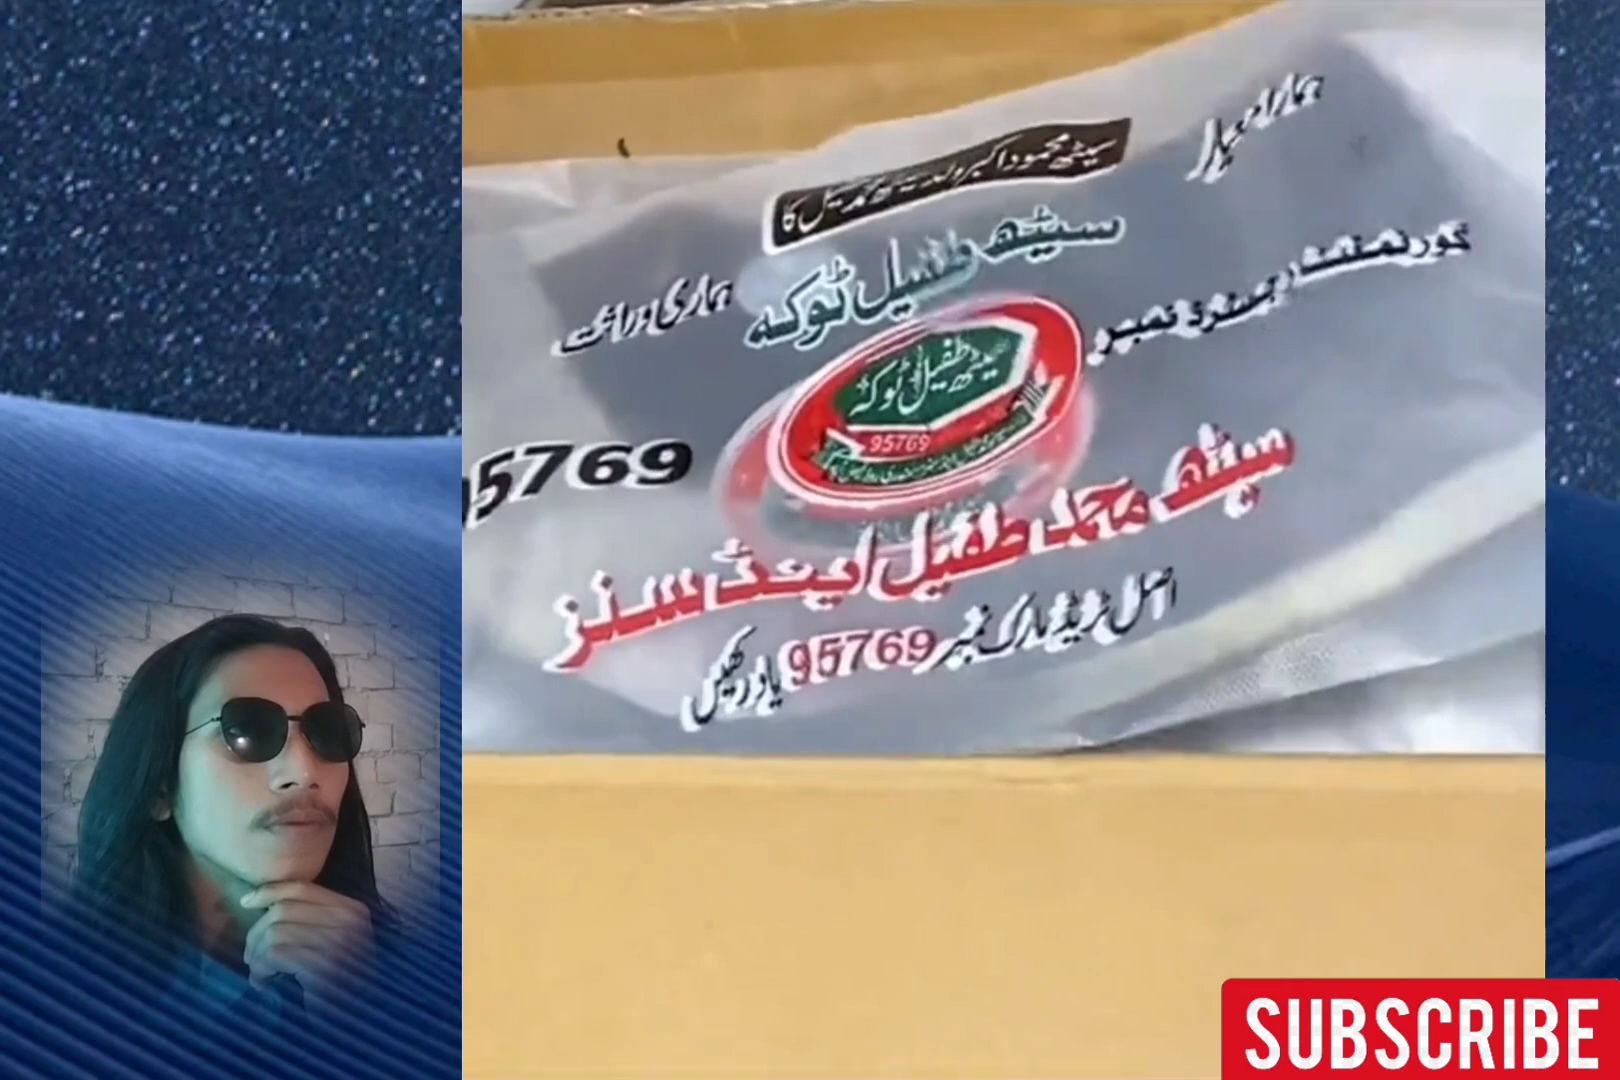 ہمارا معیار
سیٹھ محمود اکبر ولد سیٹھ محمد طفیل کا
سیٹھ طفیل ٹوکہ
ہماری وراثت
گورنمنٹ رجسٹرڈ نمبر
95769
سیٹھ طفیل ٹوکہ
95769
سیٹھ محمد طفیل اینڈ سنز
اصل ٹریڈ مارک نمبر 95769 یاد رکھیں
SUBSCRIBE